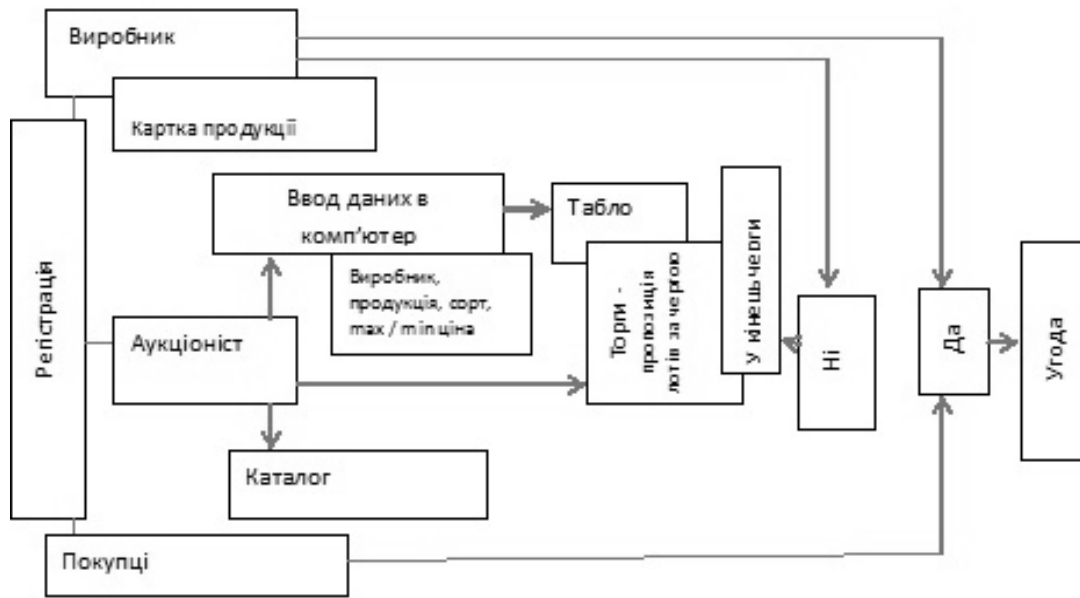 Виробник
Картка продукції
Регістрація
Ввод даних в
комп'ютер
Табло
Виробник,
продукція, сорт,
max / min ціна
Торги -
пропозиція
лотів за чергою
У кінець черги
Аукціоніст
Ні
Да
Угода
Каталог
Покупці